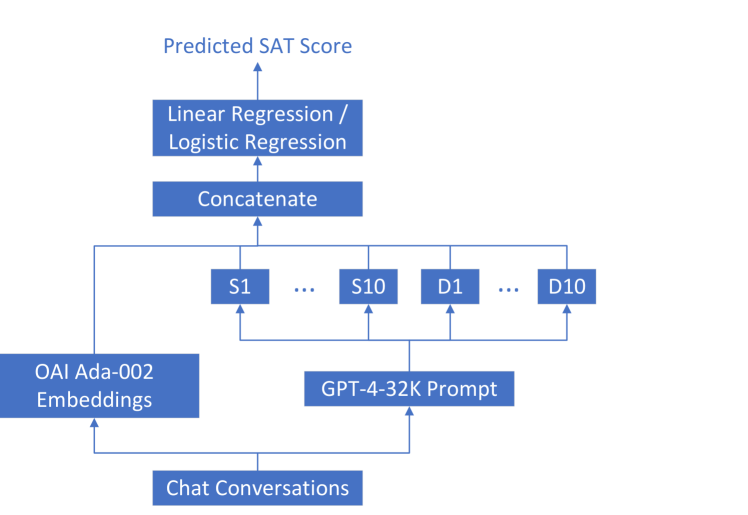 Predicted SAT Score
Linear Regression /
Logistic Regression
Concatenate
S1 ... S10 D1 ... D10
OAI Ada-002
Embeddings
GPT-4-32K Prompt
Chat Conversations